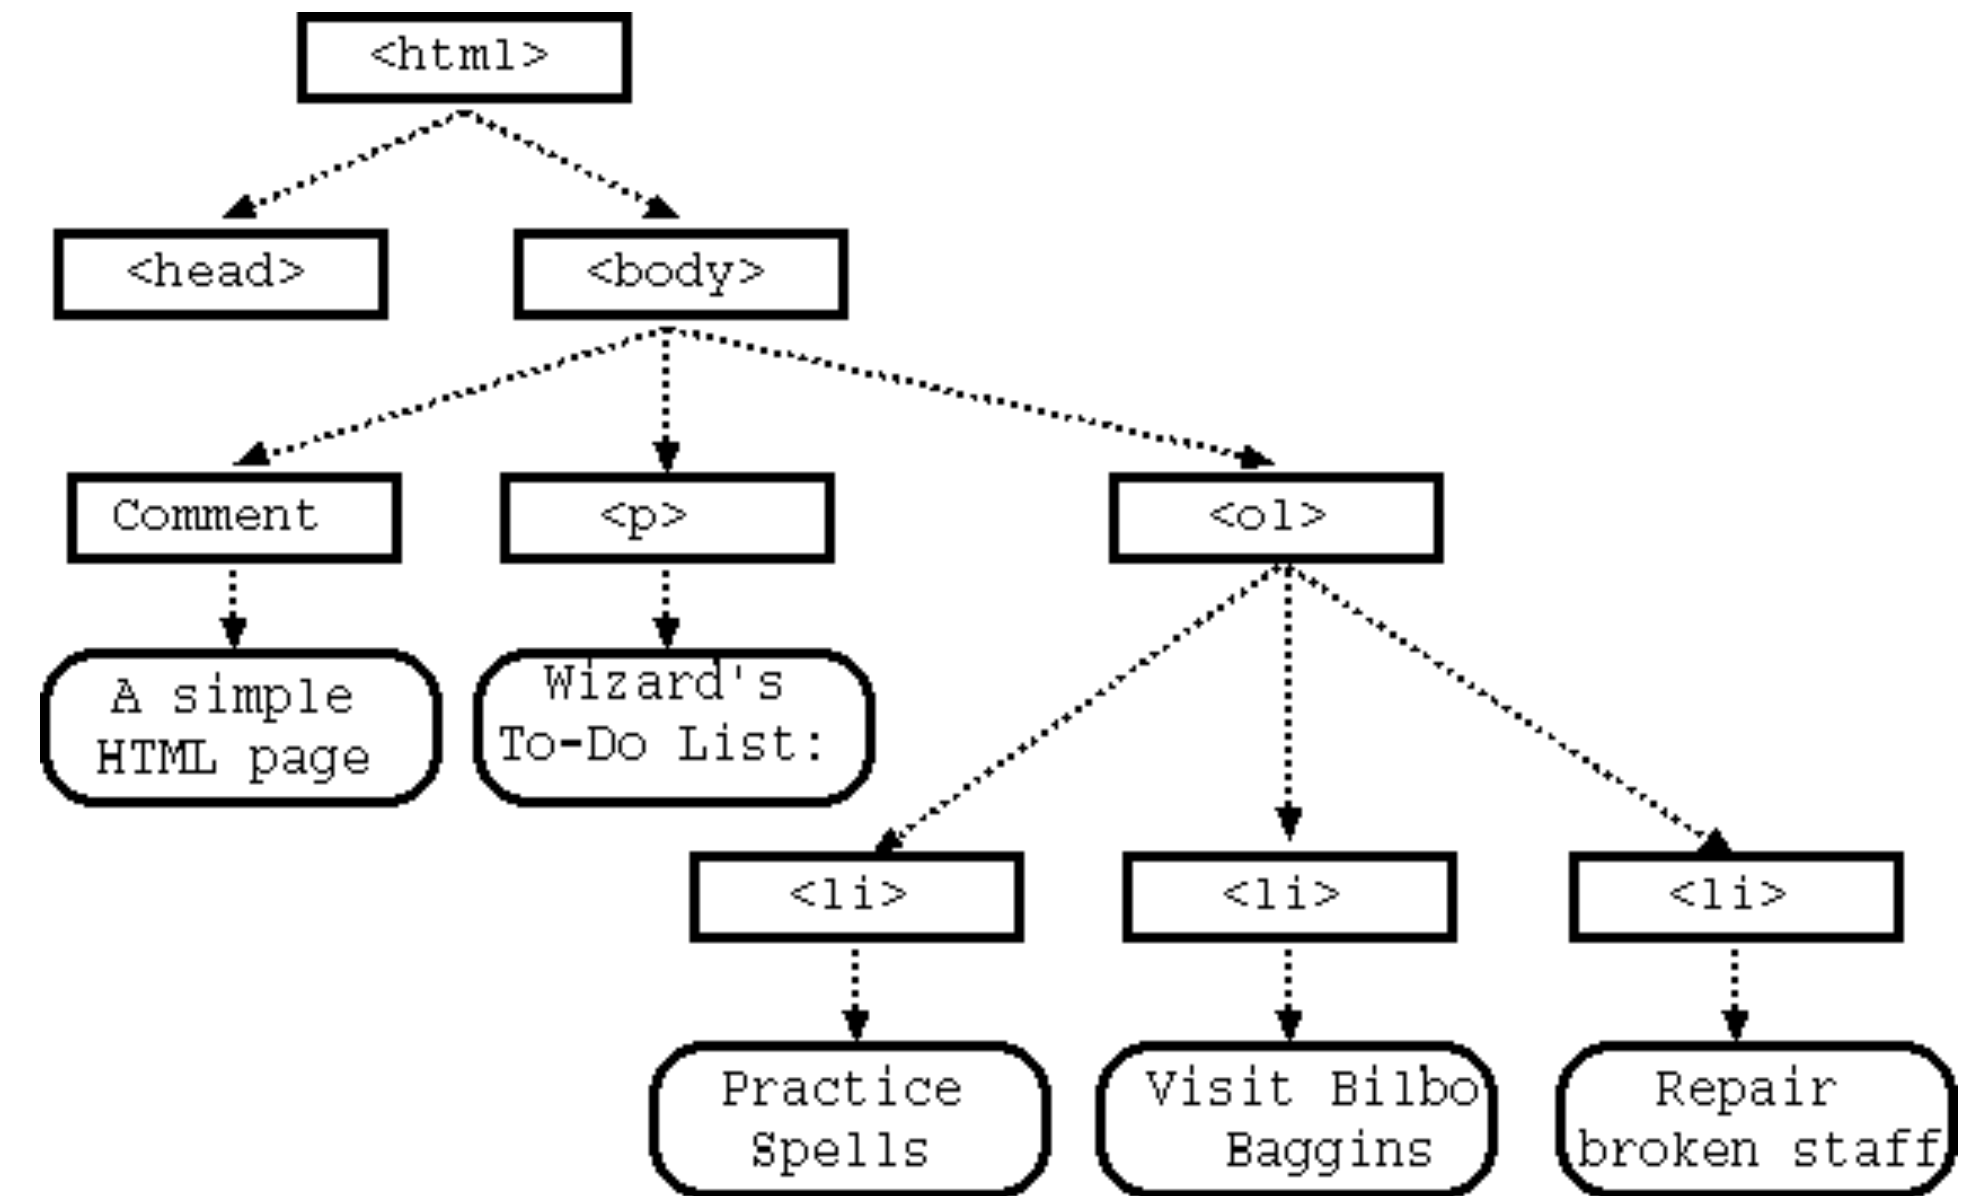 <html>
<head>
<body>
Comment
<p>
<ol>
A simple
HTML page
Wizard's
To-Do List:
<li>
<li>
<li>
Practice
Spells
Visit Bilbo
Baggins
Repair
broken staff